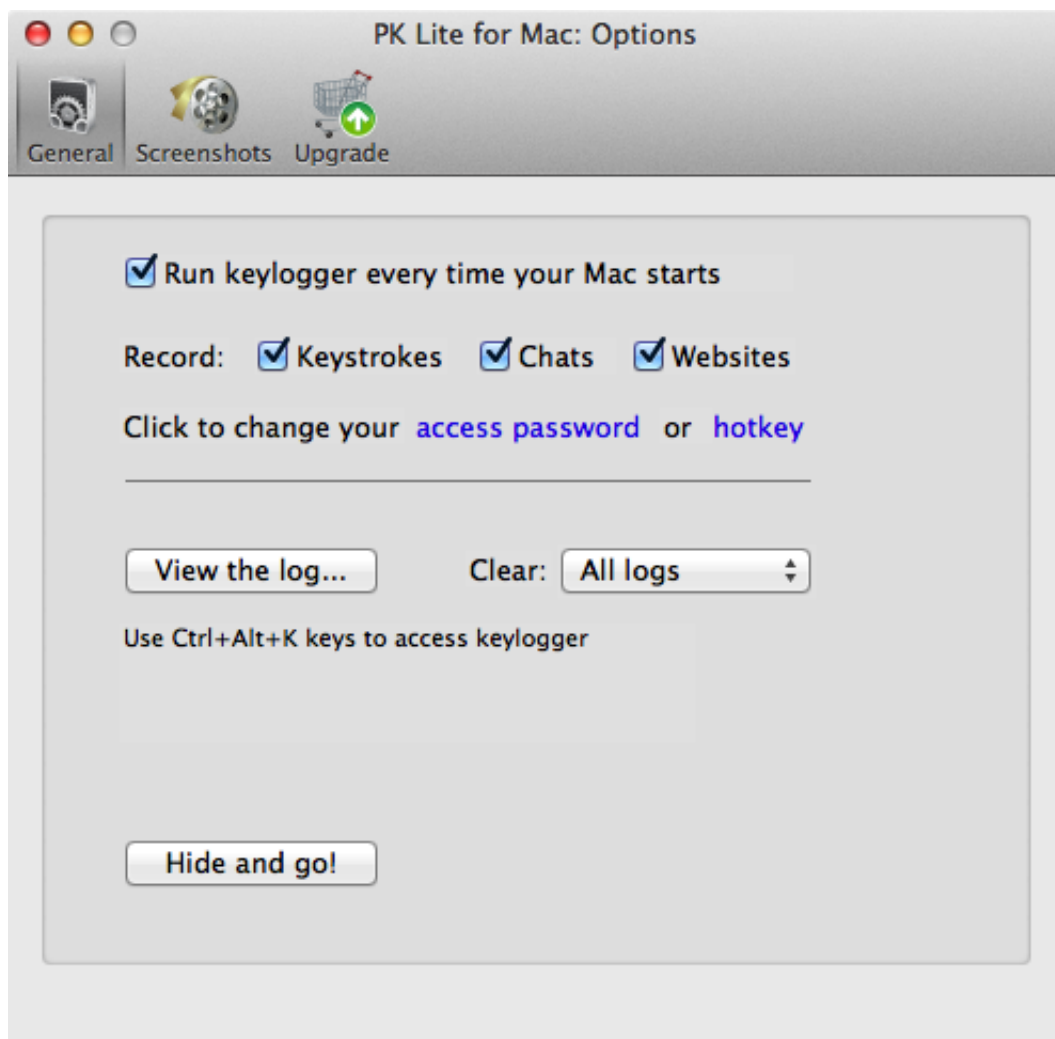 PK Lite for Mac: Options
General Screenshots Upgrade
Run keylogger every time your Mac starts
Record: Keystrokes Chats Websites
Click to change your access password or hotkey
View the log... Clear: All logs
Use Ctrl+Alt+K keys to access keylogger
Hide and go!